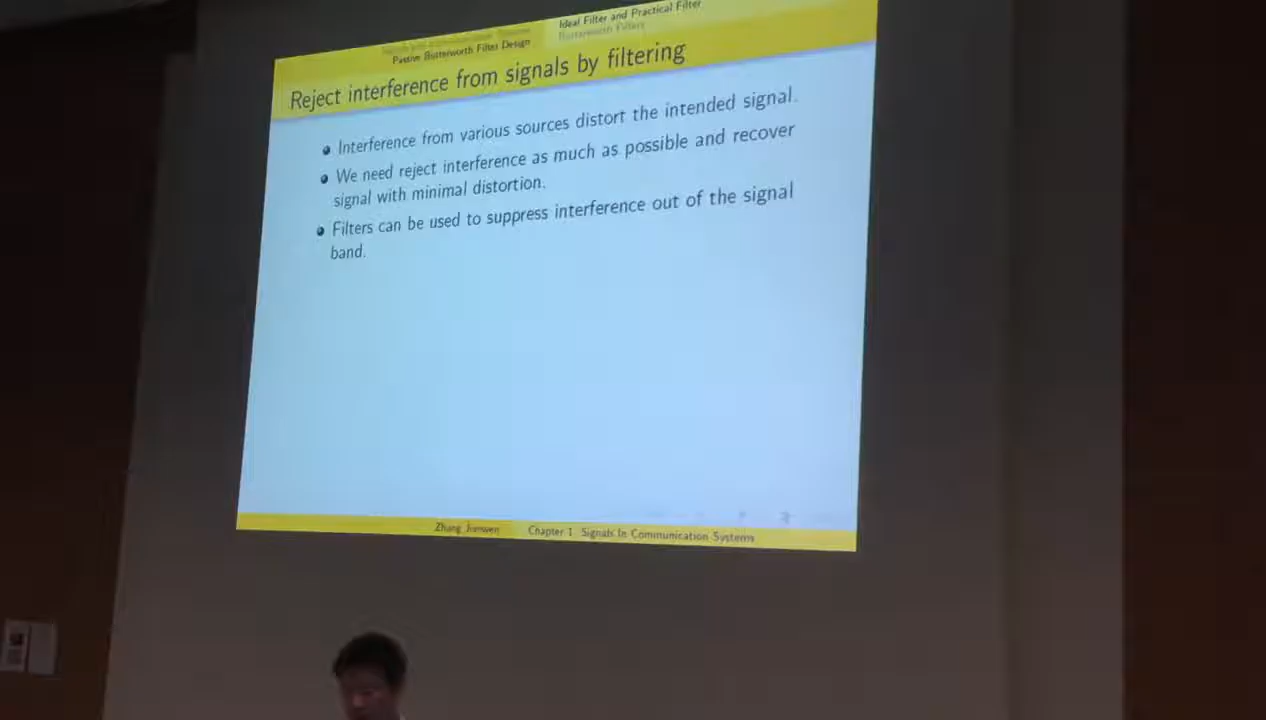 Passive Butterworth Filter Design
Ideal Filter and Practical Filter
Butterworth Filters
Reject interference from signals by filtering
Interference from various sources distort the intended signal.
We need reject interference as much as possible and recover
signal with minimal distortion.
Filters can be used to suppress interference out of the signal
band.
Zhang Junwen
Chapter 1 Signals In Communication Systems